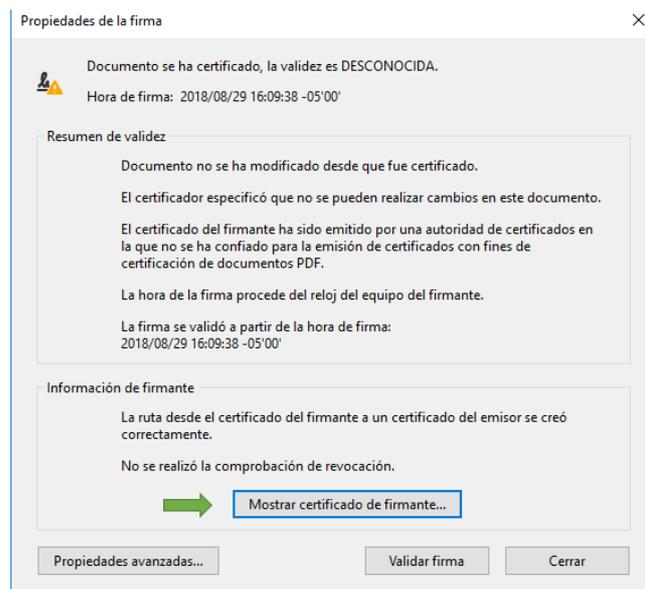 Propiedades de la firma
Documento se ha certificado, la validez es DESCONOCIDA.
Hora de firma: 2018/08/29 16:09:38 -05'00'
Resumen de validez
Documento no se ha modificado desde que fue certificado.
El certificador especificó que no se pueden realizar cambios en este documento.
El certificado del firmante ha sido emitido por una autoridad de certificados en
la que no se ha confiado para la emisión de certificados con fines de
certificación de documentos PDF.
La hora de la firma procede del reloj del equipo del firmante.
La firma se validó a partir de la hora de firma:
2018/08/29 16:09:38 -05'00'
Información de firmante
La ruta desde el certificado del firmante a un certificado del emisor se creó
correctamente.
No se realizó la comprobación de revocación.
Mostrar certificado de firmante...
Propiedades avanzadas...
Validar firma
Cerrar